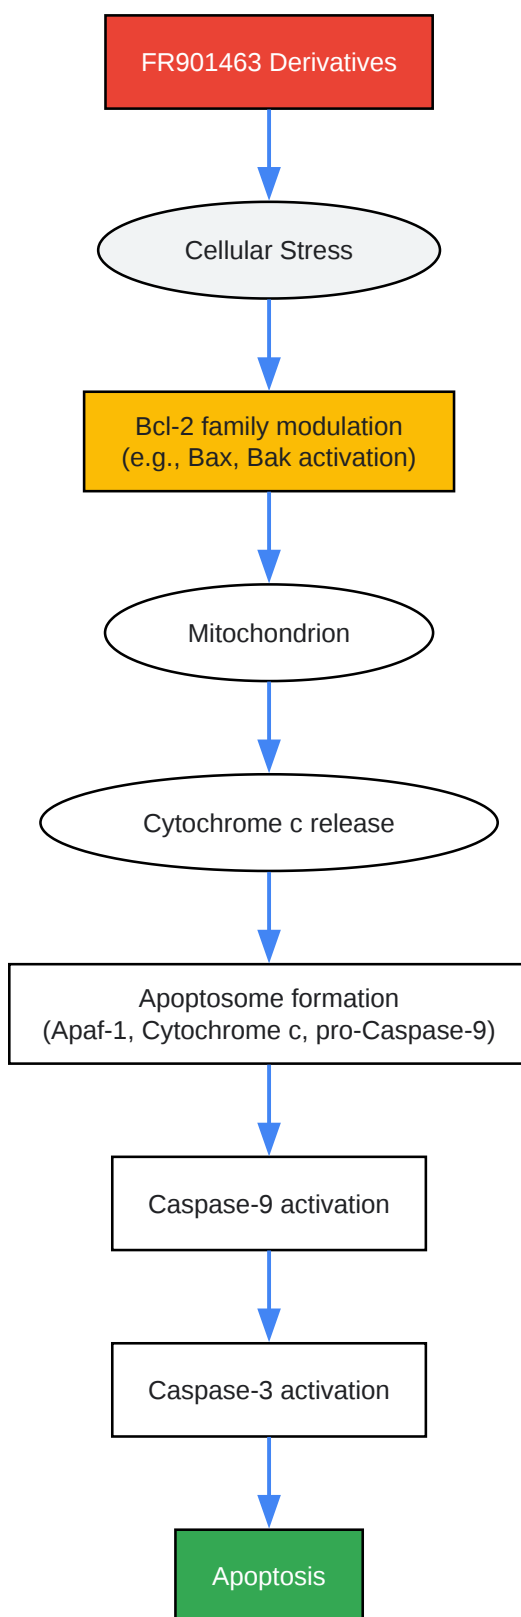 FR901463 Derivatives
Cellular Stress
Bcl-2 family modulation
(e.g., Bax, Bak activation)
Mitochondrion
Cytochrome c release
Apoptosome formation
(Apaf-1, Cytochrome c, pro-Caspase-9)
Caspase-9 activation
Caspase-3 activation
Apoptosis